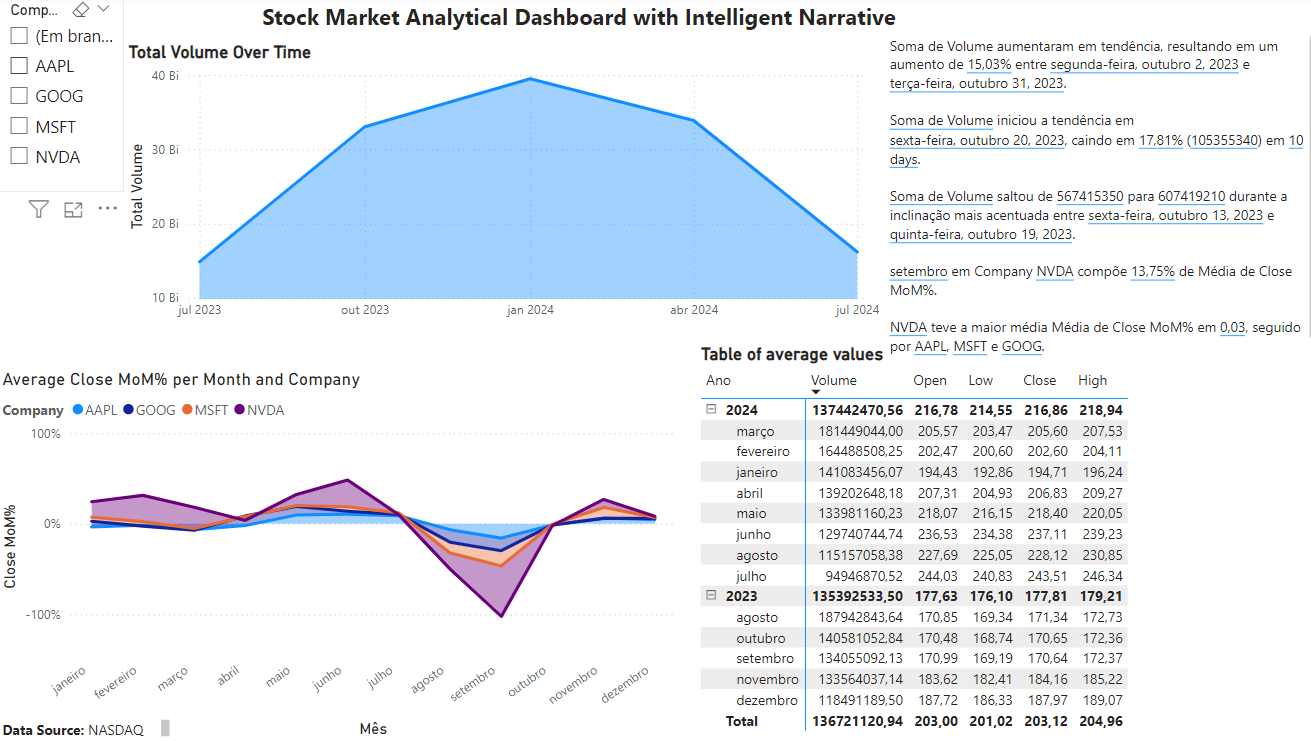 Stock Market Analytical Dashboard with Intelligent Narrative
Comp...
(Em bran...
AAPL
GOOG
MSFT
NVDA
Total Volume Over Time
Total Volume
40 Bi
30 Bi
20 Bi
10 Bi
jul 2023 out 2023 jan 2024 abr 2024 jul 2024
Soma de Volume aumentaram em tendência, resultando em um
aumento de 15,03% entre segunda-feira, outubro 2, 2023 e
terça-feira, outubro 31, 2023.
Soma de Volume iniciou a tendência em
sexta-feira, outubro 20, 2023, caindo em 17,81% (105355340) em 10
days.
Soma de Volume saltou de 567415350 para 607419210 durante a
inclinação mais acentuada entre sexta-feira, outubro 13, 2023 e
quinta-feira, outubro 19, 2023.
setembro em Company NVDA compõe 13,75% de Média de Close
MoM%.
NVDA teve a maior média Média de Close MoM% em 0,03, seguido
por AAPL, MSFT e GOOG.
Average Close MoM% per Month and Company
Company AAPL GOOG MSFT NVDA
Close MoM%
100%
0%
-100%
janeiro fevereiro março abril maio junho julho agosto setembro outubro novembro dezembro
Mês
Data Source: NASDAQ
Table of average values
Ano Volume Open Low Close High
2024 137442470,56 216,78 214,55 216,86 218,94
março 181449044,00 205,57 203,47 205,60 207,53
fevereiro 164488508,25 202,47 200,60 202,60 204,11
janeiro 141083456,07 194,43 192,86 194,71 196,24
abril 139202648,18 207,31 204,93 206,83 209,27
maio 133981160,23 218,07 216,15 218,40 220,05
junho 129740744,74 236,53 234,38 237,11 239,23
agosto 115157058,38 227,69 225,05 228,12 230,85
julho 94946870,52 244,03 240,83 243,51 246,34
2023 135392533,50 177,63 176,10 177,81 179,21
agosto 187942843,64 170,85 169,34 171,34 172,73
outubro 140581052,84 170,48 168,74 170,65 172,36
setembro 134055092,13 170,99 169,19 170,64 172,37
novembro 133564037,14 183,62 182,41 184,16 185,22
dezembro 118491189,50 187,72 186,33 187,97 189,07
Total 136721120,94 203,00 201,02 203,12 204,96